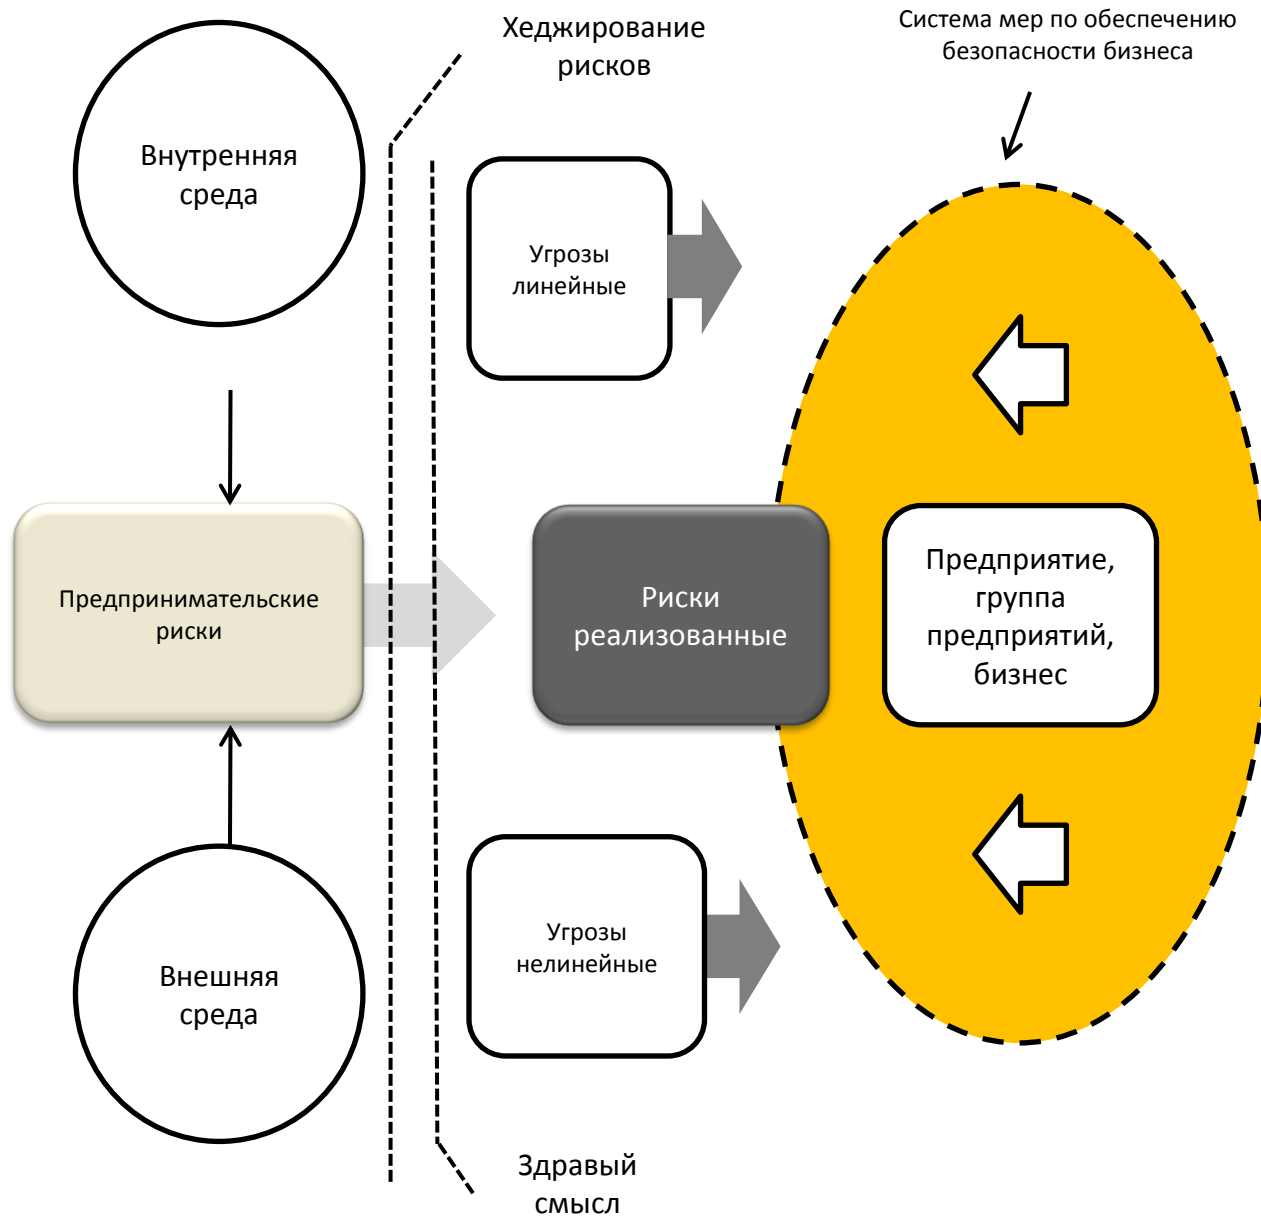 Хеджирование
рисков
Система мер по обеспечению
безопасности бизнеса
Внутренняя
среда
Угрозы
линейные
Предпринимательские
риски
Риски
реализованные
Предприятие,
группа
предприятий,
бизнес
Угрозы
нелинейные
Внешняя
среда
Здравый
смысл